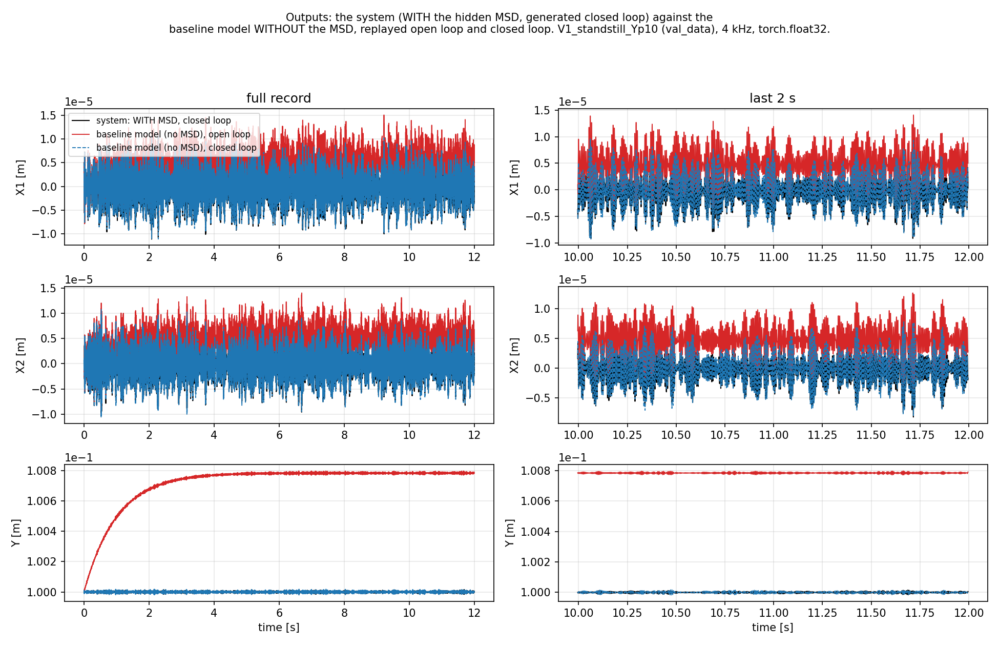 Outputs: the system (WITH the hidden MSD, generated closed loop) against the
baseline model WITHOUT the MSD, replayed open loop and closed loop. V1_standstill_Yp10 (val_data), 4 kHz, torch.float32.
full record
1e−5
1.5
1.0
0.5
0.0
−0.5
−1.0
X1 [m]
system: WITH MSD, closed loop
baseline model (no MSD), open loop
baseline model (no MSD), closed loop
0 2 4 6 8 10 12
last 2 s
1e−5
1.5
1.0
0.5
0.0
−0.5
−1.0
X1 [m]
10.00 10.25 10.50 10.75 11.00 11.25 11.50 11.75 12.00
1e−5
1.5
1.0
0.5
0.0
−0.5
−1.0
X2 [m]
0 2 4 6 8 10 12
1e−5
1.0
0.5
0.0
−0.5
X2 [m]
10.00 10.25 10.50 10.75 11.00 11.25 11.50 11.75 12.00
1e−1
1.008
1.006
1.004
1.002
1.000
Y [m]
0 2 4 6 8 10 12
time [s]
1e−1
1.008
1.006
1.004
1.002
1.000
Y [m]
10.00 10.25 10.50 10.75 11.00 11.25 11.50 11.75 12.00
time [s]